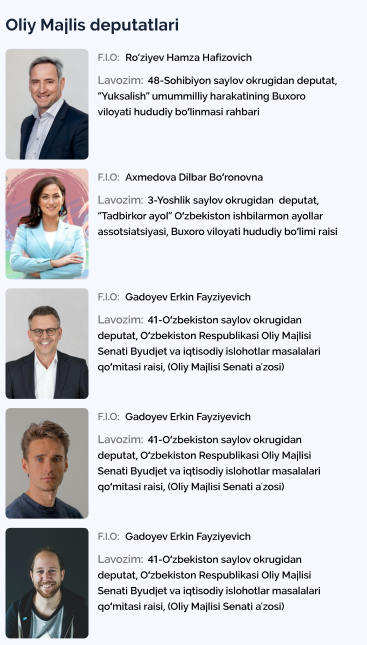 Oliy Majlis deputatlari
F.I.O: Ro‘ziyev Hamza Hafizovich
Lavozim: 48-Sohibiyon saylov okrugidan deputat,
"Yuksalish" umummilliy harakatining Buxoro
viloyati hududiy bo‘linmasi rahbari
F.I.O: Axmedova Dilbar Bo‘ronovna
Lavozim: 3-Yoshlik saylov okrugidan deputat,
"Tadbirkor ayol" O‘zbekiston ishbilarmon ayollar
assotsiatsiyasi, Buxoro viloyati hududiy bo‘limi raisi
F.I.O: Gadoyev Erkin Fayziyevich
Lavozim: 41-O‘zbekiston saylov okrugidan
deputat, O‘zbekiston Respublikasi Oliy Majlisi
Senati Byudjet va iqtisodiy islohotlar masalalari
qo‘mitasi raisi, (Oliy Majlisi Senati a'zosi)
F.I.O: Gadoyev Erkin Fayziyevich
Lavozim: 41-O‘zbekiston saylov okrugidan
deputat, O‘zbekiston Respublikasi Oliy Majlisi
Senati Byudjet va iqtisodiy islohotlar masalalari
qo‘mitasi raisi, (Oliy Majlisi Senati a'zosi)
F.I.O: Gadoyev Erkin Fayziyevich
Lavozim: 41-O‘zbekiston saylov okrugidan
deputat, O‘zbekiston Respublikasi Oliy Majlisi
Senati Byudjet va iqtisodiy islohotlar masalalari
qo‘mitasi raisi, (Oliy Majlisi Senati a'zosi)